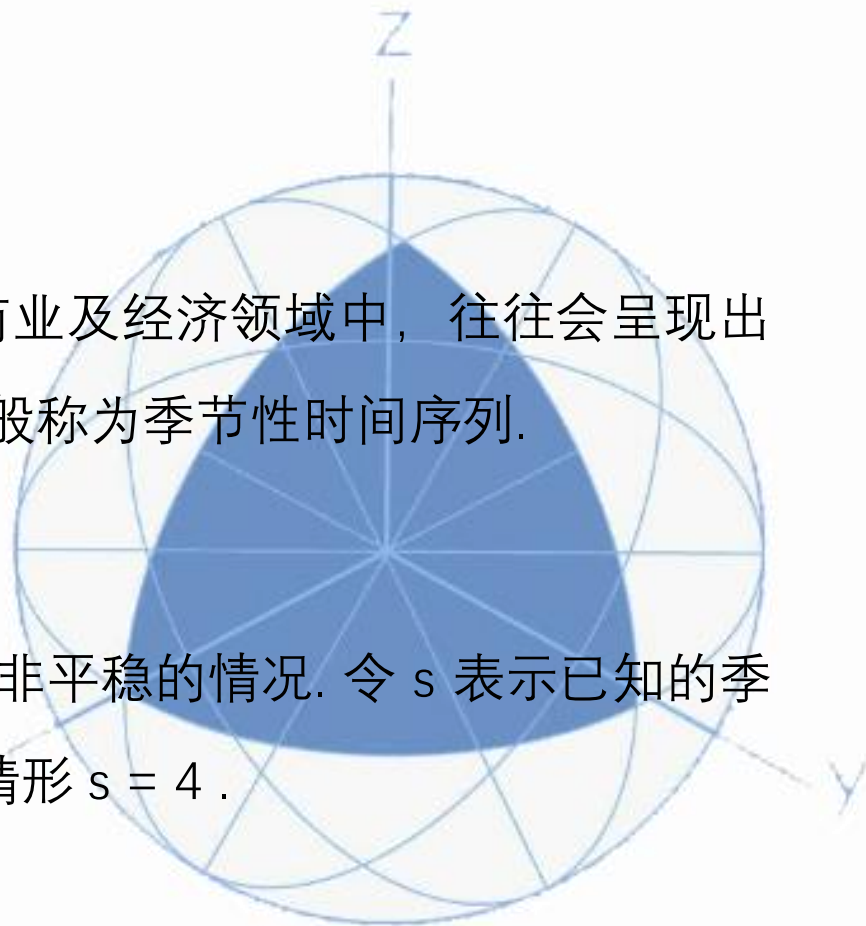 Z
商业及经济领域中，往往会呈现出
般称为季节性时间序列.
非平稳的情况. 令 s 表示已知的季
情形 s = 4 .
y